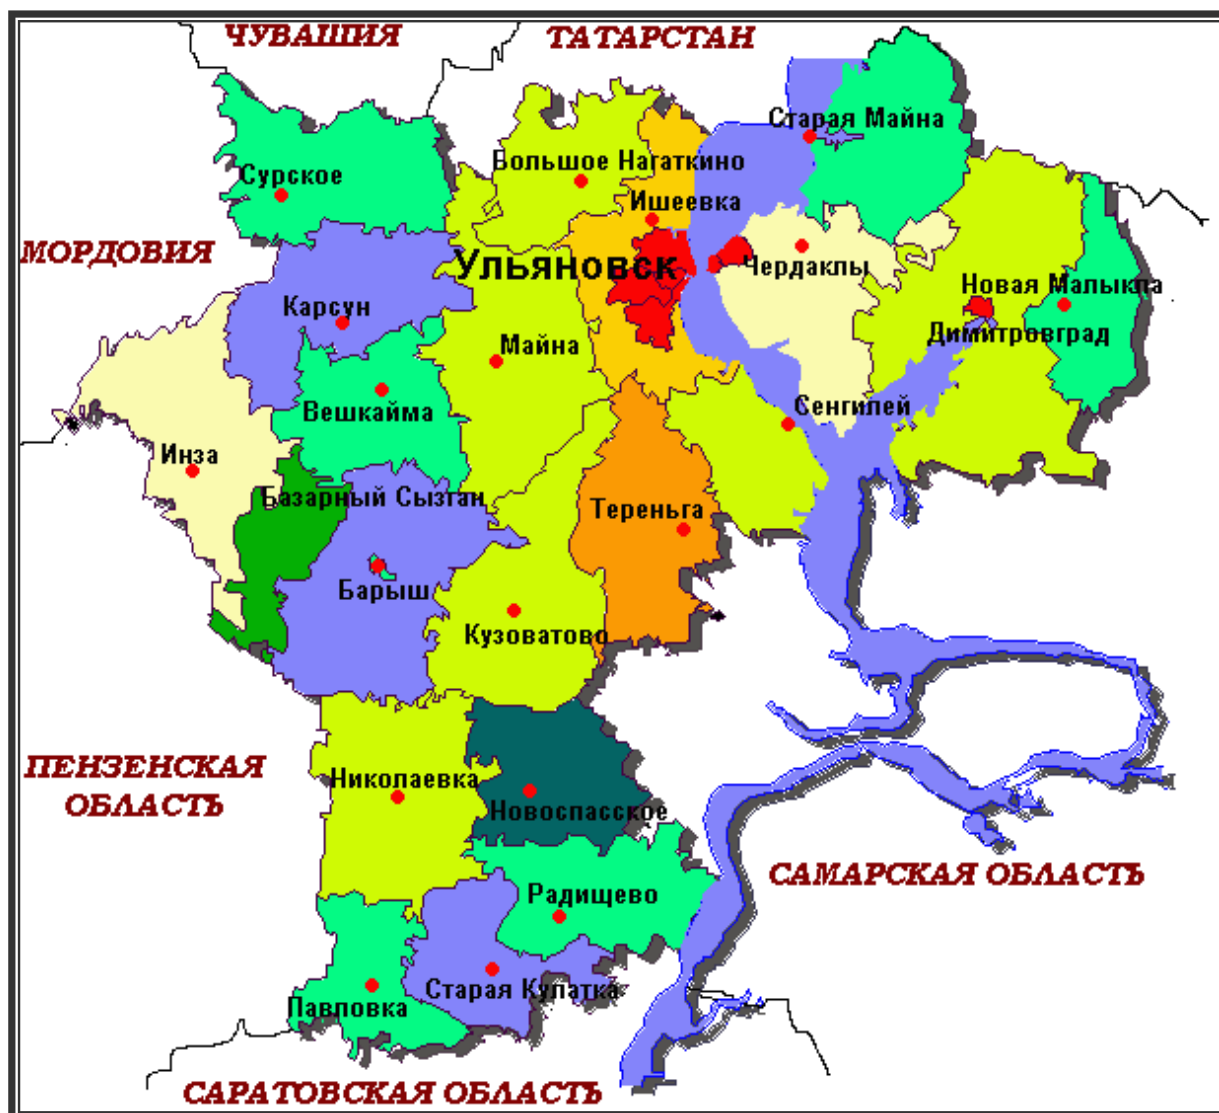 ЧУВАШИЯ
ТАТАРСТАН
Старая Майна
Большое Нагаткино
Сурское
Ишеевка
МОРДОВИЯ
Ульяновск
Чердаклы
Новая Малыкла
Карсун
Димитровград
Майна
Вешкайма
Сенгилей
Инза
Базарный Сызган
Тереньга
Барыш
Кузоватово
ПЕНЗЕНСКАЯ
ОБЛАСТЬ
Николаевка
Новоспасское
САМАРСКАЯ ОБЛАСТЬ
Радищево
Старая Кулатка
Павловка
САРАТОВСКАЯ ОБЛАСТЬ